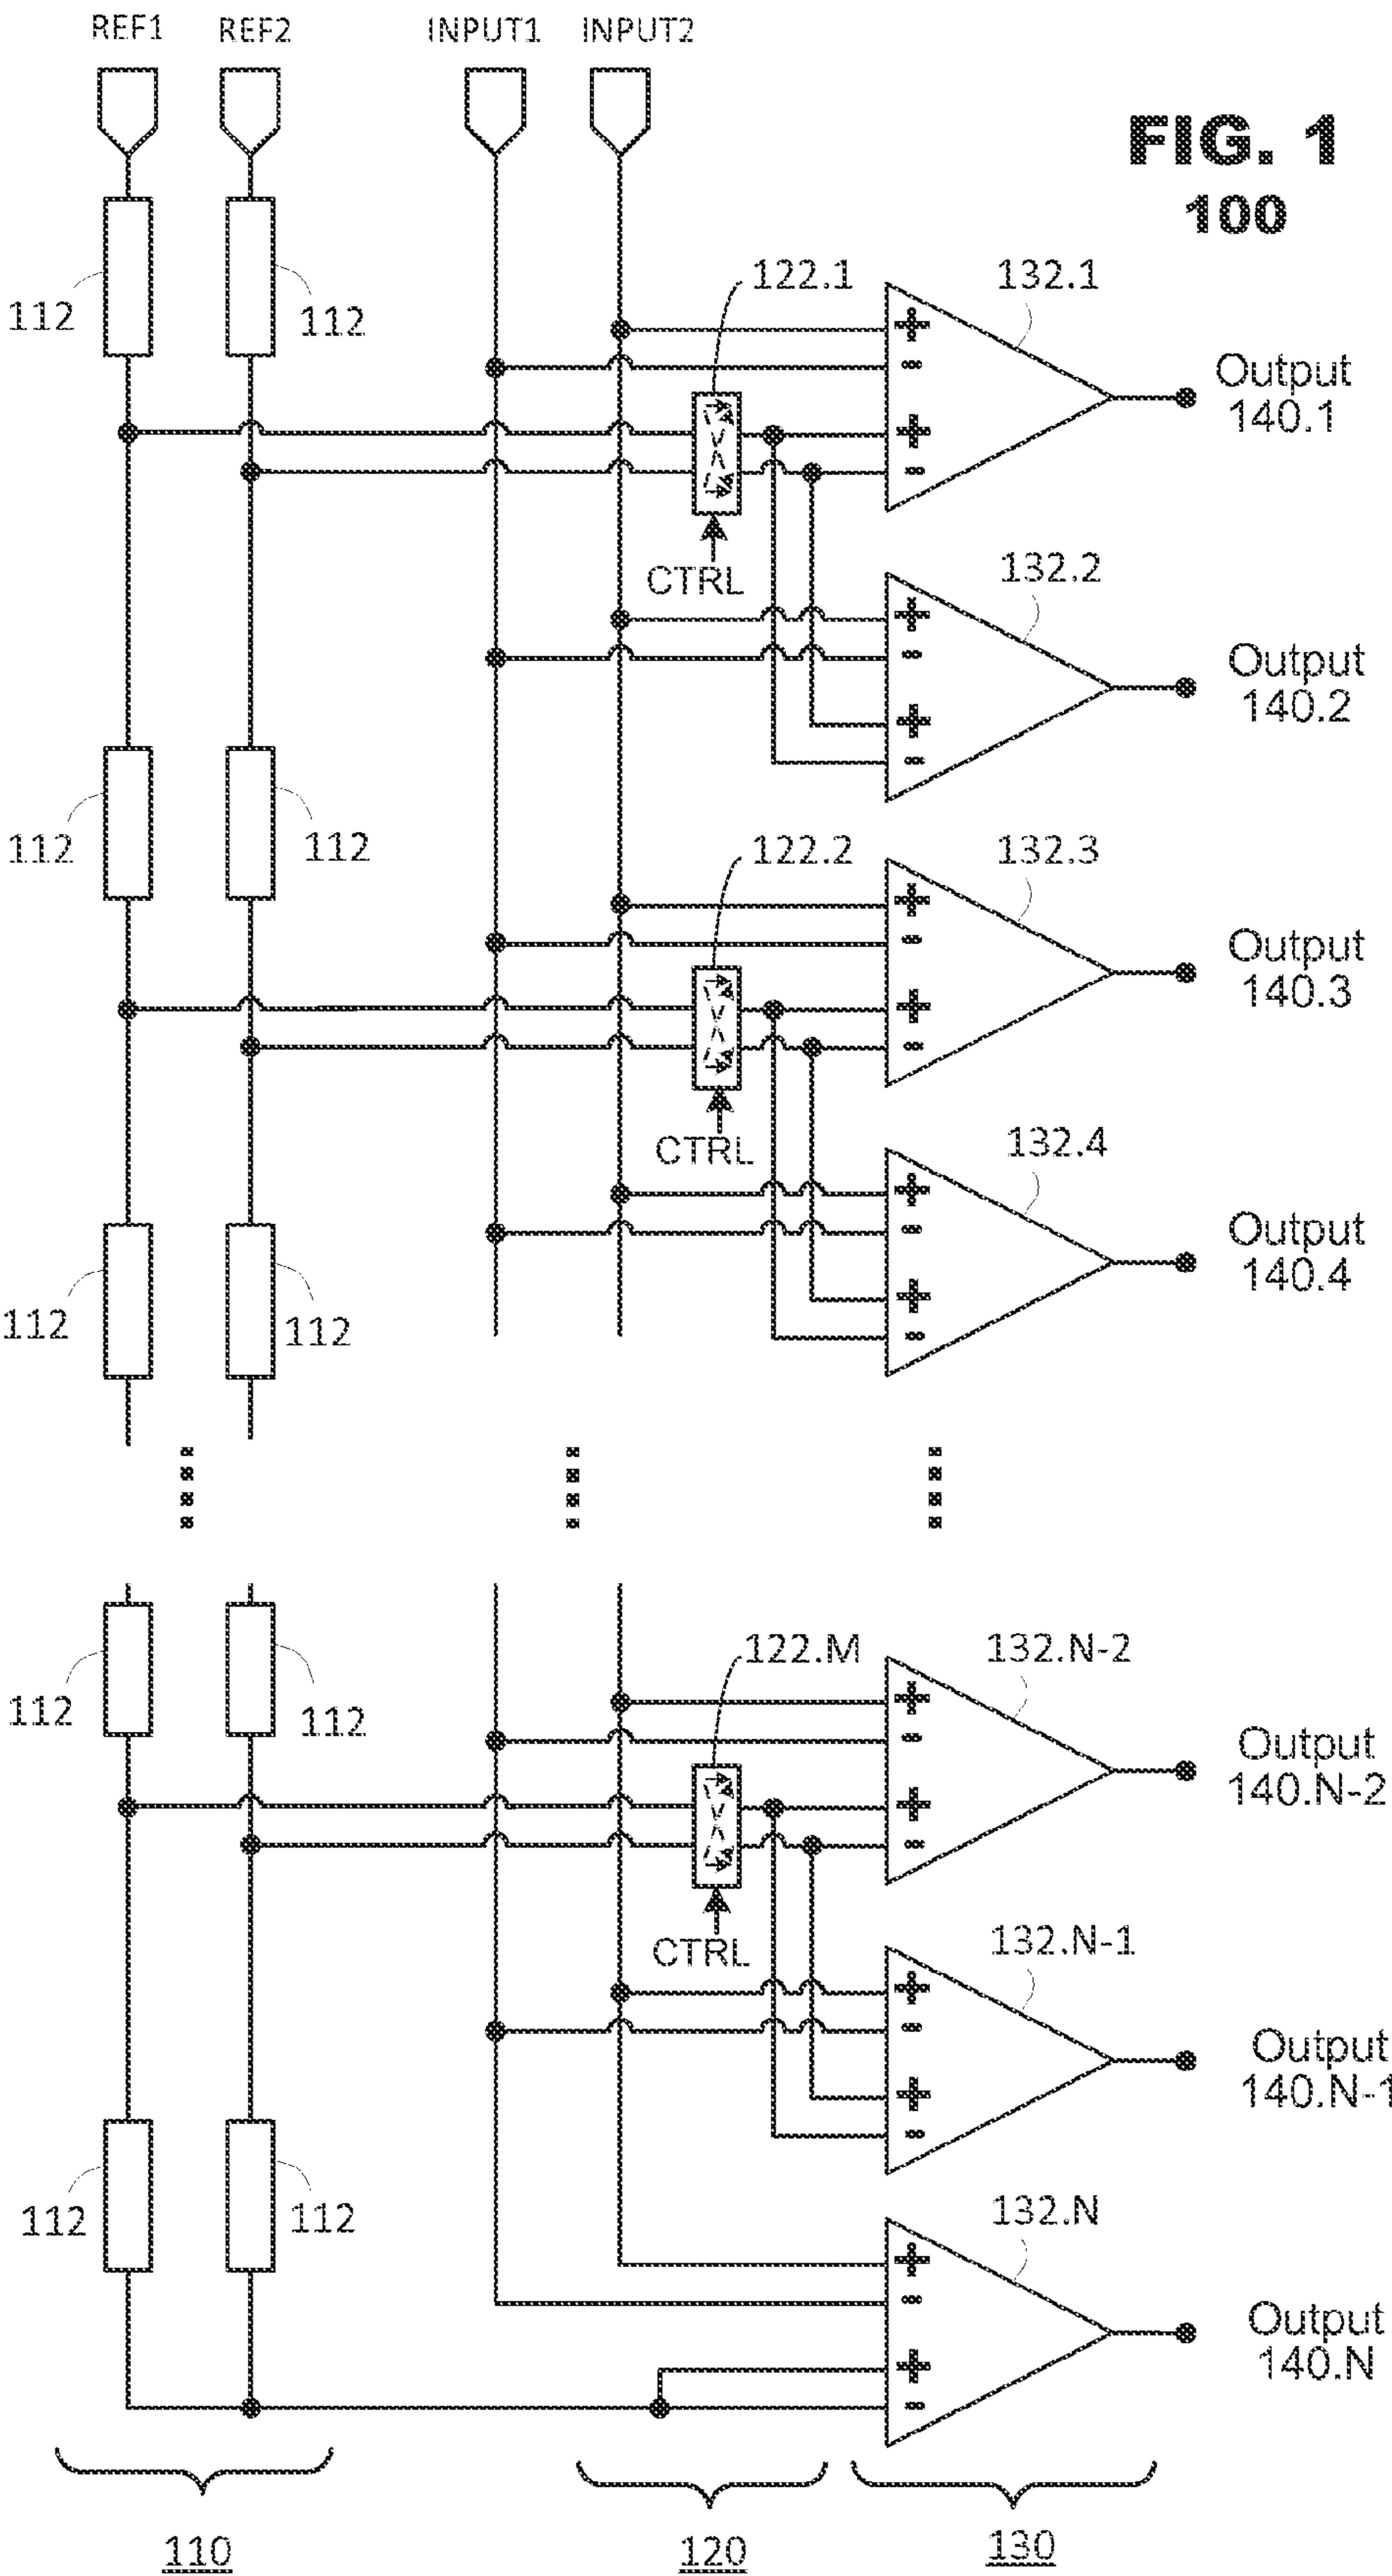 REF1 REF2 INPUT1 INPUT2
FIG. 1
100
122.1 132.1
112 112
+
-
Output
140.1
+
-
CTRL
132.2
+
-
Output
140.2
+
-
112 112
122.2 132.3
+
-
Output
140.3
+
-
CTRL
132.4
+
-
Output
140.4
+
-
112 112
122.M 132.N-2
112 112
+
-
Output
140.N-2
+
-
CTRL
132.N-1
+
-
Output
140.N-1
+
-
112 112
132.N
+
-
Output
140.N
+
-
110 120 130